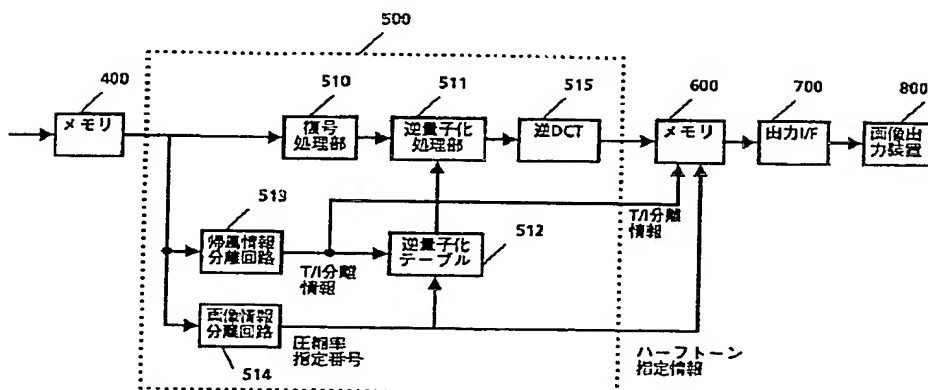 500
400
メモリ
510
復号
処理部
511
逆量子化
処理部
515
逆DCT
600
メモリ
700
出力I/F
800
画像出
力装置
513
帰属情報
分離回路
T/I分離
情報
逆量子化
テーブル
512
T/I分離
情報
画像情報
分離回路
514
圧縮率
指定番号
ハーフトーン
指定情報